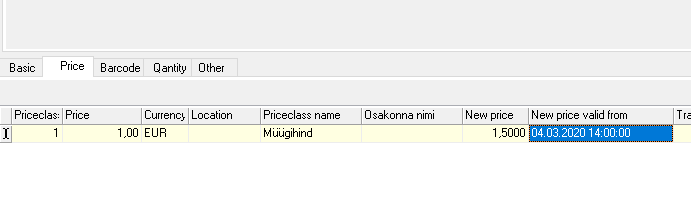 Basic Price Barcode Qantity Other
Priceclas Price Currency Location Priceclass name Osakonna nimi New price New price valid from Tra
1 1,00 EUR Müügihind 1,5000 04.03.2020 14:00:00